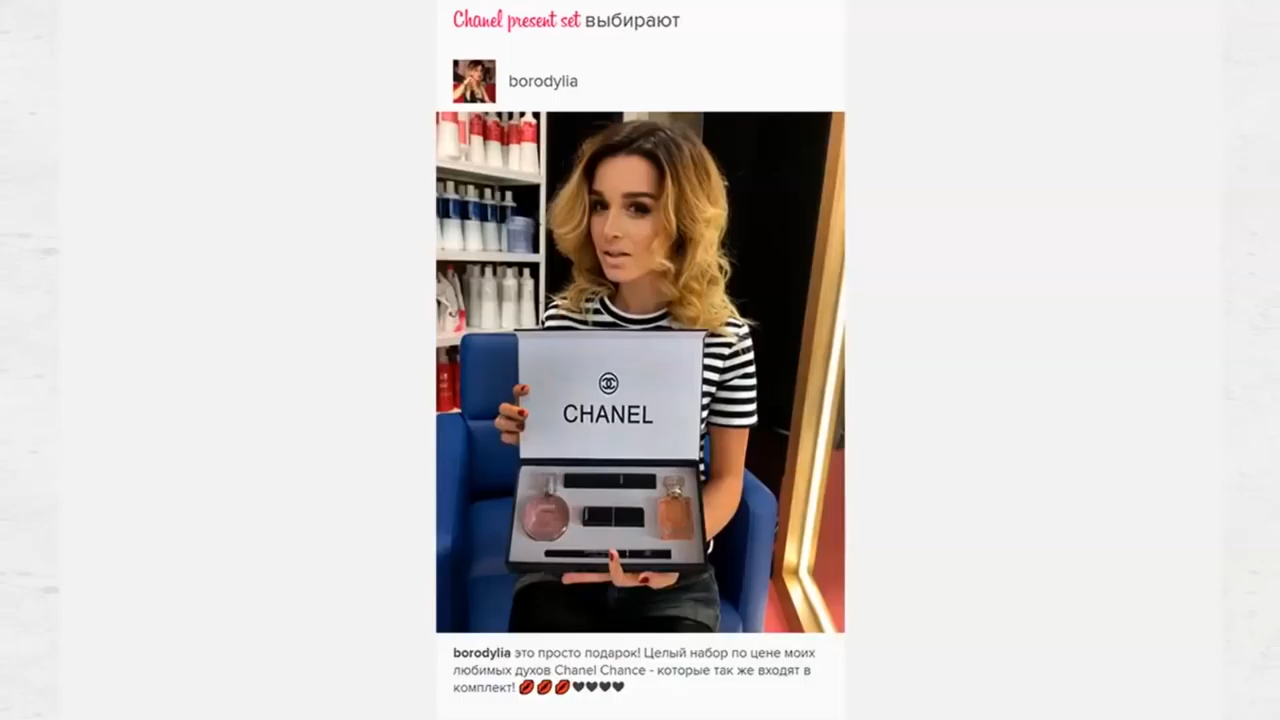 Chanel present set выбирают
borodylia
CHANEL
borodylia это просто подарок! Целый набор по цене моих
любимых духов Chanel Chance - которые так же входят в
комплект! 💋💋💋🖤🖤🖤🖤